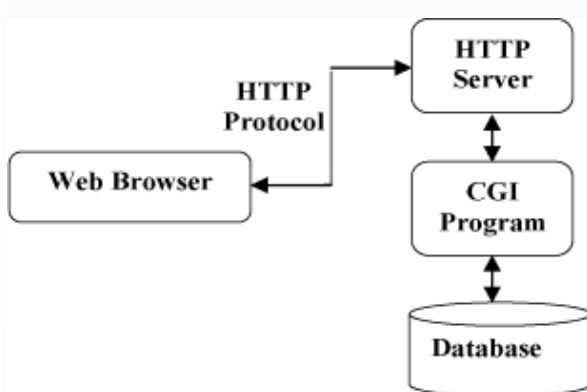 HTTP
Server
HTTP
Protocol
Web Browser
CGI
Program
Database